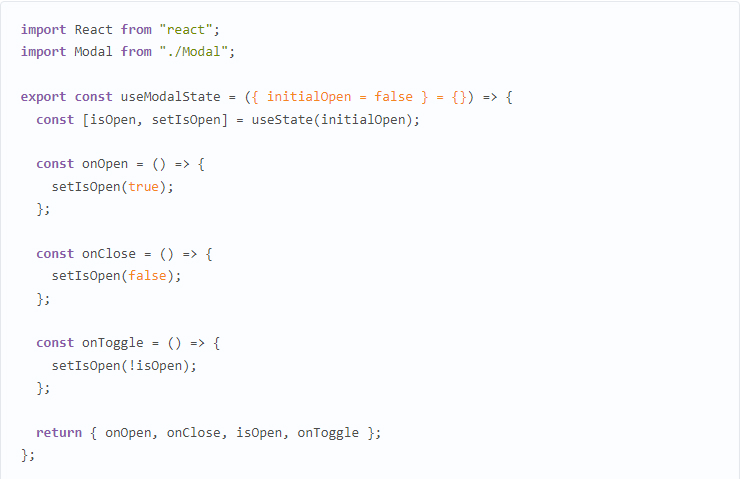 import React from "react";
import Modal from "./Modal";
export const useModalState = ({ initialOpen = false } = {}) => {
const [isOpen, setIsOpen] = useState(initialOpen);
const onOpen = () => {
setIsOpen(true);
};
const onClose = () => {
setIsOpen(false);
};
const onToggle = () => {
setIsOpen(!isOpen);
};
return { onOpen, onClose, isOpen, onToggle };
};